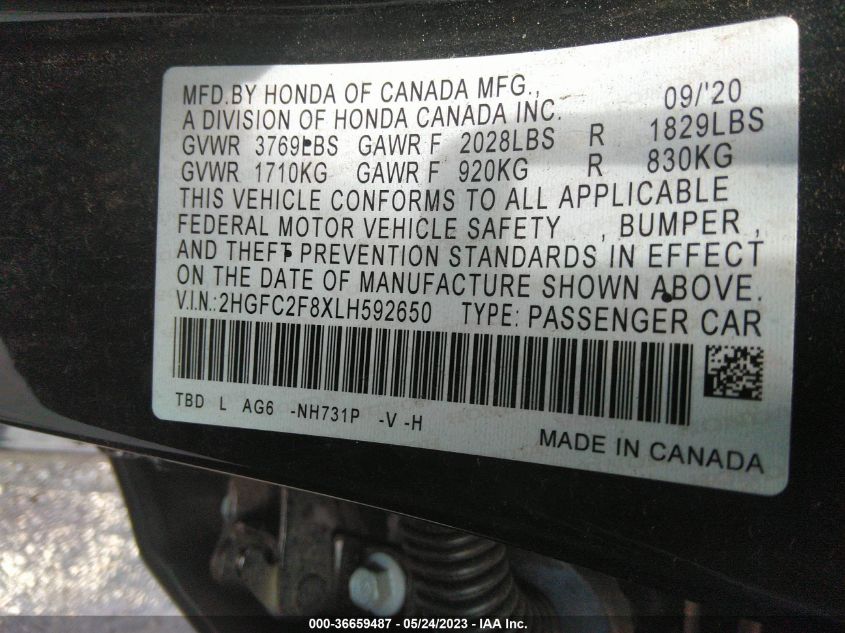 MFD.BY HONDA OF CANADA MFG., 09/'20
A DIVISION OF HONDA CANADA INC.
GVWR 3769LBS GAWR F 2028LBS R 1829LBS
GVWR 1710KG GAWR F 920KG R 830KG
THIS VEHICLE CONFORMS TO ALL APPLICABLE
FEDERAL MOTOR VEHICLE SAFETY , BUMPER ,
AND THEFT PREVENTION STANDARDS IN EFFECT
ON THE DATE OF MANUFACTURE SHOWN ABOVE.
V.I.N.:2HGFC2F8XLH592650 TYPE: PASSENGER CAR
TBD L AG6 -NH731P -V -H
MADE IN CANADA
000-36659487 - 05/24/2023 - IAA Inc.